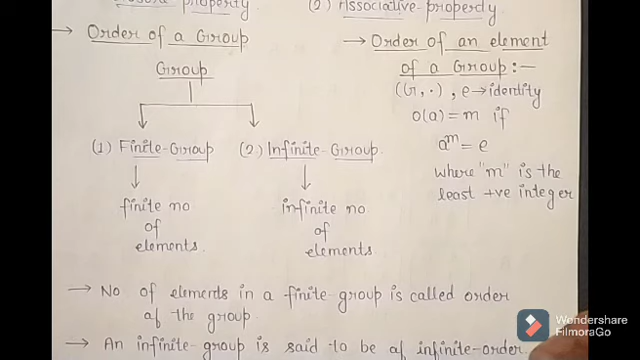 property
(2) Associative-property
→ Order of a Group
Group
(1) Finite-Group (2) Infinite-Group
finite no
of
elements.
infinite no
of
elements
→ Order of an element
of a Group:—
(G, ·), e→identity
o(a) = m if
a^m = e
where "m" is the
least +ve integer
→ No of elements in a finite group is called order
of the group.
→ An infinite-group is said to be of infinite-order.
Wondershare
FilmoraGo